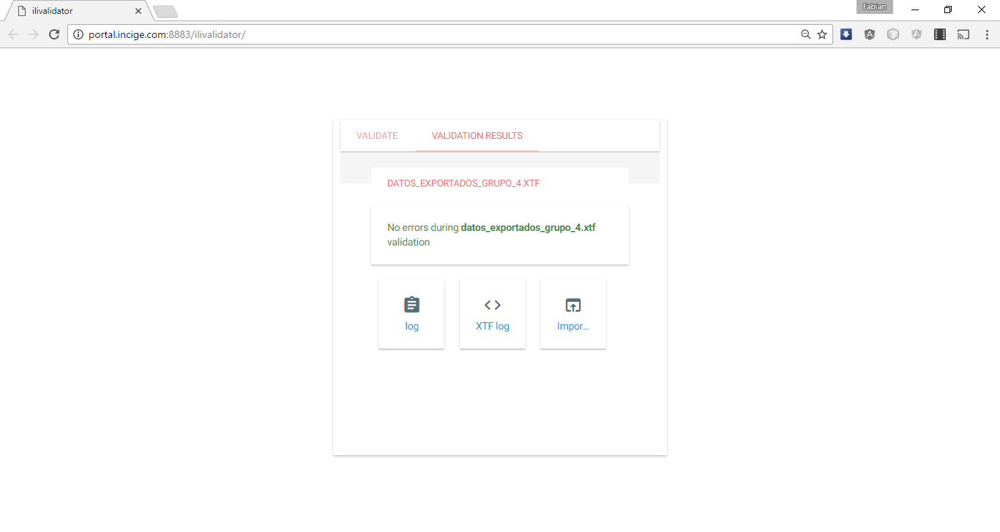 ilivalidator
Fabian
portal.incige.com:8883/ilivalidator/
VALIDATE
VALIDATION RESULTS
DATOS_EXPORTADOS_GRUPO_4.XTF
No errors during datos_exportados_grupo_4.xtf
validation
log
XTF log
Impor...